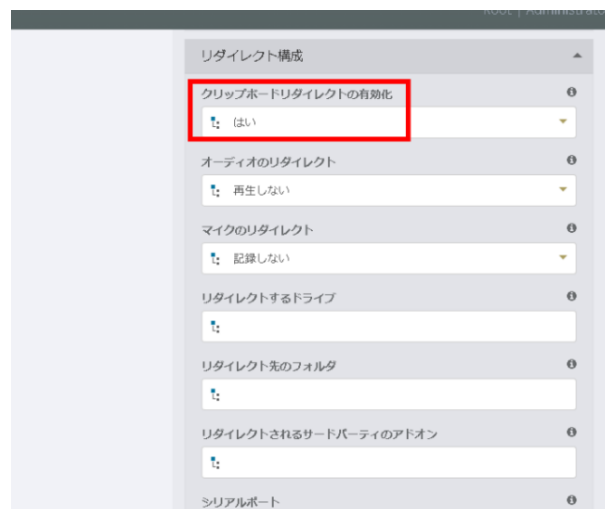 Root | Administrato
リダイレクト構成
クリップボードリダイレクトの有効化
はい
オーディオのリダイレクト
再生しない
マイクのリダイレクト
記録しない
リダイレクトするドライブ
リダイレクト先のフォルダ
リダイレクトされるサードパーティのアドオン
シリアルポート